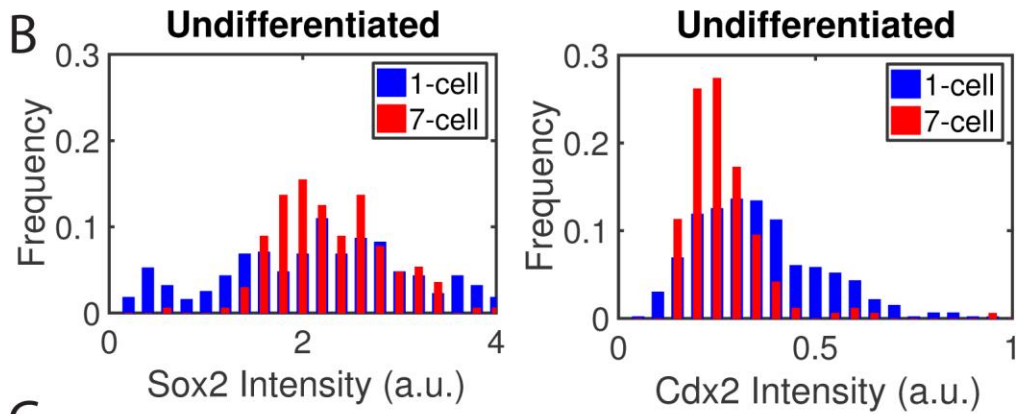 B
Undifferentiated
0.3
0.2
0.1
0
0
2
4
Frequency
Sox2 Intensity (a.u.)
1-cell
7-cell
Undifferentiated
0.3
0.2
0.1
0
0
0.5
1
Frequency
Cdx2 Intensity (a.u.)
1-cell
7-cell